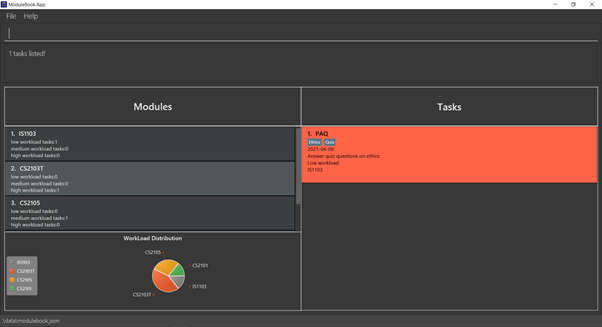 ModuleBook App
File Help
1 tasks listed!
Modules
Tasks
1. IS1103
low workload tasks:1
medium workload tasks:0
high workload tasks:0
2. CS2103T
low workload tasks:0
medium workload tasks:0
high workload tasks:1
3. CS2105
low workload tasks:0
medium workload tasks:1
high workload tasks:0
1. PAQ
Ethics Quiz
2021-04-09
Answer quiz questions on ethics
Low workload
IS1103
WorkLoad Distribution
IS1103
CS2103T
CS2105
CS2101
CS2105
CS2101
IS1103
CS2103T
\data\modulebook.json